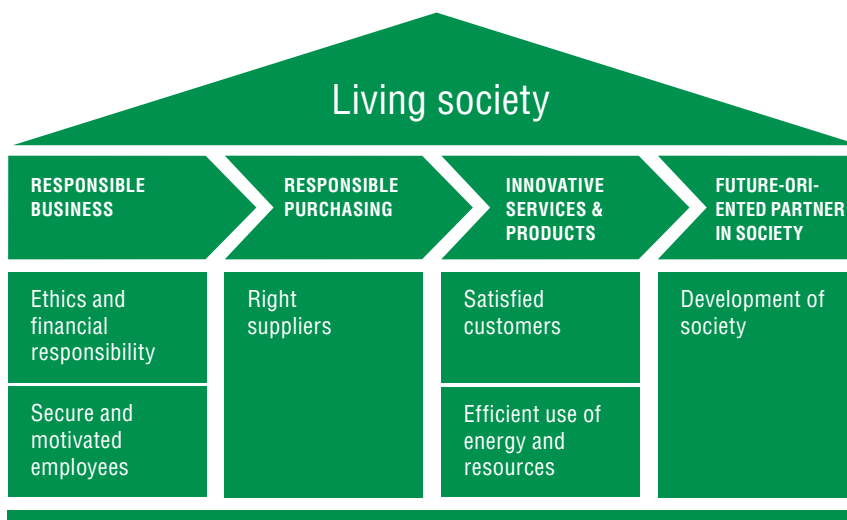 Living society
RESPONSIBLE
BUSINESS
RESPONSIBLE
PURCHASING
INNOVATIVE
SERVICES &
PRODUCTS
FUTURE-ORI-
ENTED PARTNER
IN SOCIETY
Ethics and
financial
responsibility
Secure and
motivated
employees
Right
suppliers
Satisfied
customers
Efficient use of
energy and
resources
Development of
society